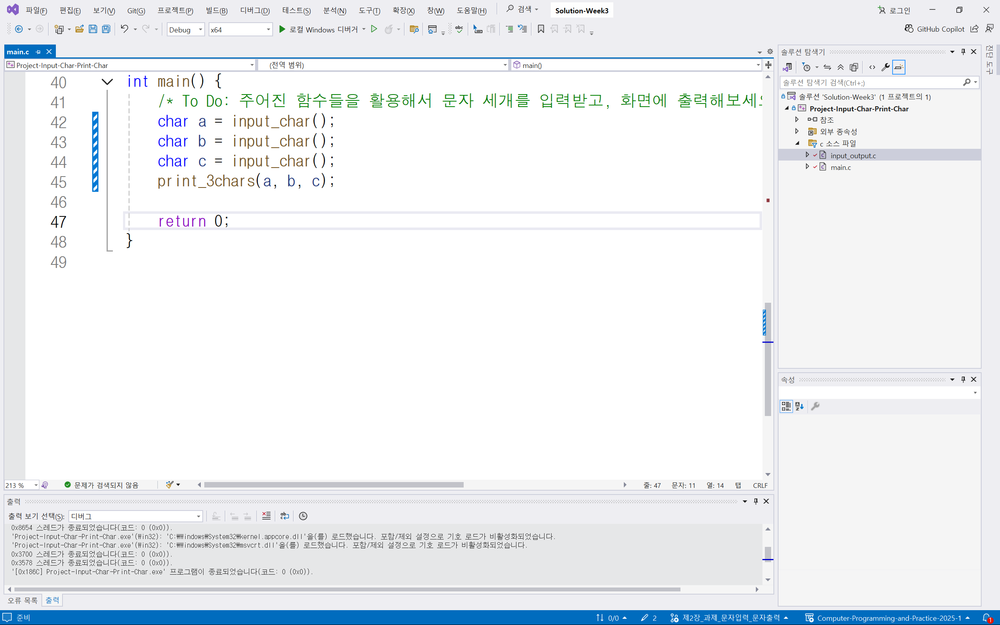 파일(F) 편집(E) 보기(V) Git(G) 프로젝트(P) 빌드(B) 디버그(D) 테스트(S) 분석(N) 도구(T) 확장(X) 창(W) 도움말(H) 검색 Solution-Week3 로그인
Debug x64 로컬 Windows 디버거 GitHub Copilot
main.c
Project-Input-Char-Print-Char (전역 범위) main()
40 int main() {
41 /* To Do: 주어진 함수들을 활용해서 문자 세개를 입력받고, 화면에 출력해보세
42 char a = input_char();
43 char b = input_char();
44 char c = input_char();
45 print_3chars(a, b, c);
46
47 return 0;
48 }
49
213 % 문제가 검색되지 않음 줄: 47 문자: 11 열: 14 탭 CRLF
출력
출력 보기 선택(S): 디버그
0x8654 스레드가 종료되었습니다(코드: 0 (0x0)).
'Project-Input-Char-Print-Char.exe'(Win32): 'C:₩Windows₩System32₩kernel.appcore.dll'을(를) 로드했습니다. 포함/제외 설정으로 기호 로드가 비활성화되었습니다.
'Project-Input-Char-Print-Char.exe'(Win32): 'C:₩Windows₩System32₩msvcrt.dll'을(를) 로드했습니다. 포함/제외 설정으로 기호 로드가 비활성화되었습니다.
0x3700 스레드가 종료되었습니다(코드: 0 (0x0)).
0x3578 스레드가 종료되었습니다(코드: 0 (0x0)).
'[0x186C] Project-Input-Char-Print-Char.exe' 프로그램이 종료되었습니다(코드: 0 (0x0)).
오류 목록 출력
솔루션 탐색기
솔루션 탐색기 검색(Ctrl+;)
솔루션 'Solution-Week3' (1 프로젝트의 1)
Project-Input-Char-Print-Char
참조
외부 종속성
c 소스 파일
input_output.c
main.c
속성
진단 도구
준비 0/0 2 제2장_과제_문자입력_문자출력 Computer-Programming-and-Practice-2025-1 1